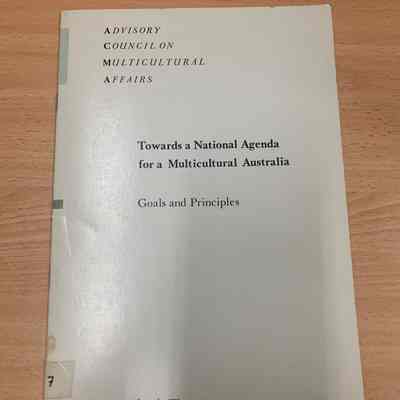 ADVISORY
COUNCIL ON
MULTICULTURAL
AFFAIRS
Towards a National Agenda
for a Multicultural Australia
Goals and Principles
7